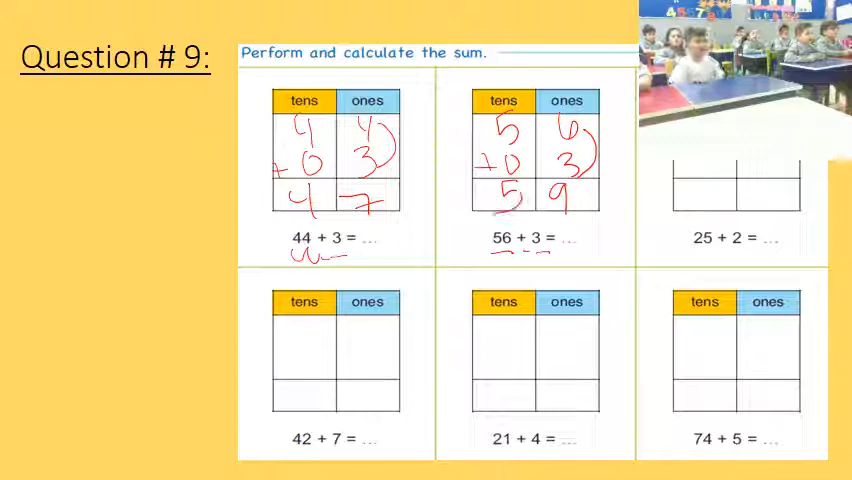 Question # 9:
Perform and calculate the sum.
tens ones
4 4
+ 0 3
4 7
44 + 3 = ...
tens ones
5 6
+ 0 3
5 9
56 + 3 = ...
25 + 2 = ...
tens ones
42 + 7 = ...
tens ones
21 + 4 = ...
tens ones
74 + 5 = ...